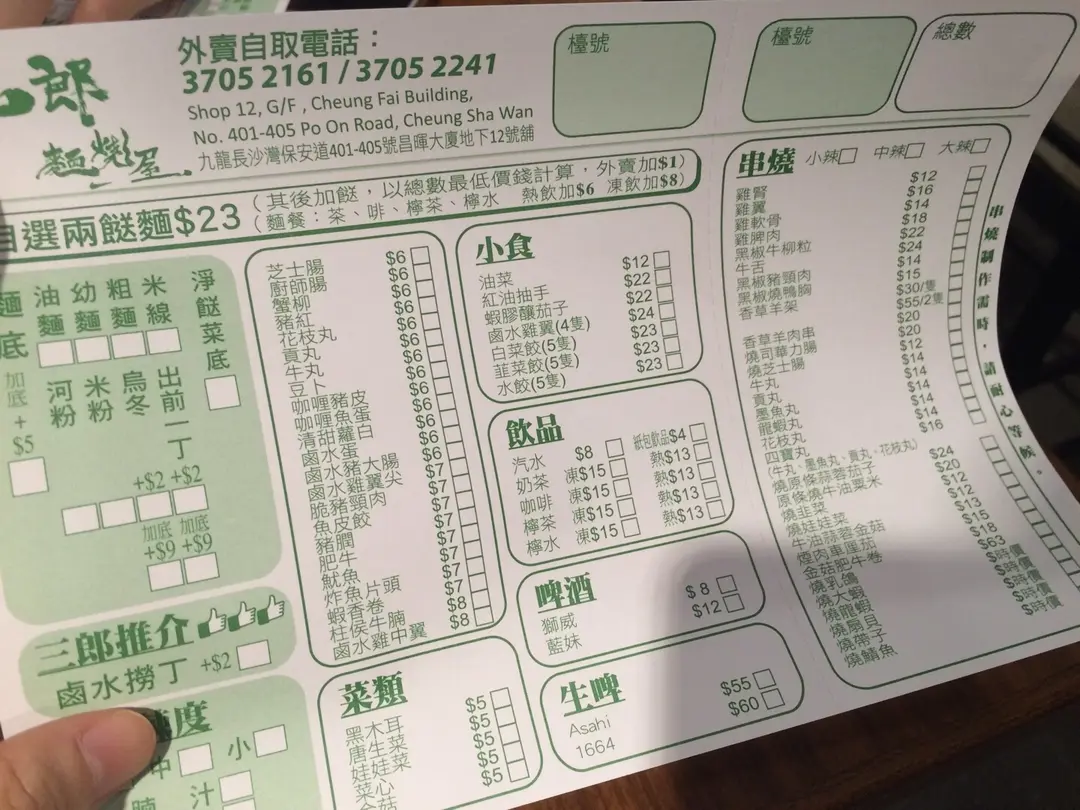 郎
麵燒屋
外賣自取電話：
3705 2161 / 3705 2241
Shop 12, G/F , Cheung Fai Building,
No. 401-405 Po On Road, Cheung Sha Wan
九龍長沙灣保安道401-405號昌暉大廈地下12號舖
檯號
檯號
總數
自選兩餸麵$23
(其後加餸，以總數最低價錢計算，外賣加$1)
(麵餐：茶、啡、檸茶、檸水 熱飲加$6 凍飲加$8)
麵底
油麵
幼麵
粗麵
米線
淨餸菜底
加底+$5
河粉
米粉
烏冬
出前一丁
+$2 +$2
加底 加底
+$9 +$9
三郎推介
鹵水撈丁 +$2
度
中 小
腩 汁
芝士腸 $6
廚師腸 $6
蟹柳 $6
豬紅 $6
花枝丸 $6
貢丸 $6
牛丸 $6
豆卜 $6
咖喱豬皮 $6
咖喱魚蛋 $6
清甜蘿白 $6
鹵水蛋 $6
鹵水豬大腸
鹵水雞翼尖
脆豬頸肉
魚皮餃
豬膶
肥牛
魷魚
炸魚片頭
蝦香卷
柱侯牛腩 $8
鹵水雞中翼 $8
菜類
黑木耳 $5
唐生菜 $5
娃娃菜 $5
菜心 $5
金菇 $5
小食
油菜 $12
紅油抽手 $22
蝦膠釀茄子 $22
鹵水雞翼(4隻) $24
白菜餃(5隻) $23
韮菜餃(5隻) $23
水餃(5隻) $23
飲品
汽水 $8 紙包飲品$4
奶茶 凍$15 熱$13
咖啡 凍$15 熱$13
檸茶 凍$15 熱$13
檸水 凍$15 熱$13
啤酒
獅威 $8
藍妹 $12
生啤
Asahi $55
1664 $60
串燒 小辣 中辣 大辣
雞腎 $12
雞翼 $16
雞軟骨 $14
雞脾肉 $18
黑椒牛柳粒 $22
牛舌 $24
黑椒豬頸肉 $14
黑椒燒鴨胸 $15
香草羊架 $30/隻
$55/2隻
香草羊肉串 $20
燒司華力腸 $20
燒芝士腸 $12
牛丸 $14
貢丸 $14
墨魚丸 $14
龍蝦丸 $14
花枝丸 $14
四寶丸 $16
(牛丸、墨魚丸、貢丸、花枝丸)
燒原條蒜蓉茄子 $24
原條燒牛油粟米 $20
燒韭菜 $12
燒娃娃菜 $12
牛油蒜蓉金菇 $13
煙肉車厘茄 $15
金菇肥牛卷 $18
燒乳鴿 $63
燒大蝦 $時價
燒龍蝦 $時價
燒扇貝 $時價
燒帶子 $時價
燒鯖魚
串燒制作需時，請耐心等候。